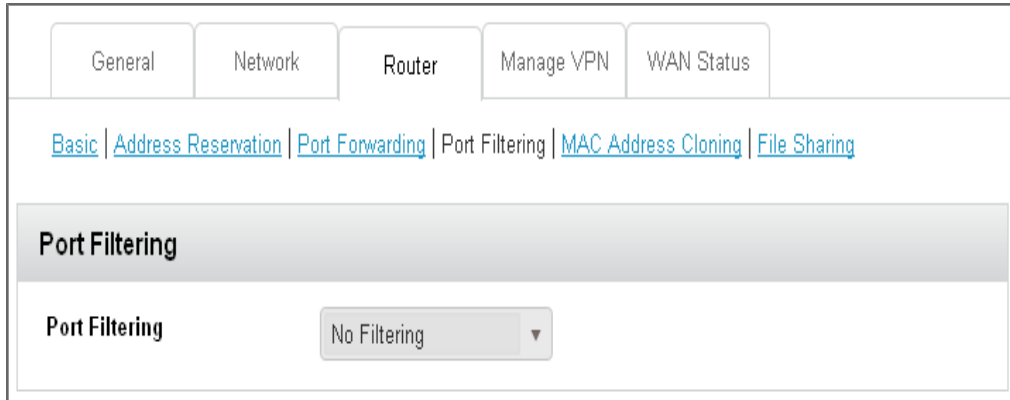 General Network Router Manage VPN WAN Status
Basic | Address Reservation | Port Forwarding | Port Filtering | MAC Address Cloning | File Sharing
Port Filtering
Port Filtering No Filtering